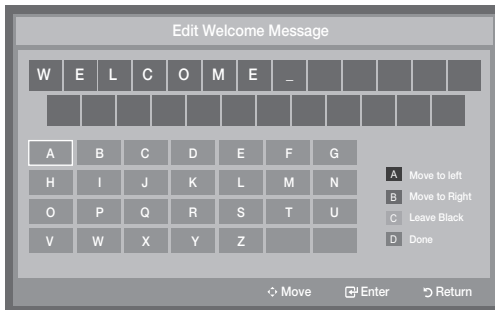 Edit Welcome Message
W E L C O M E _
A B C D E F G
H I J K L M N
O P Q R S T U
V W X Y Z
A Move to left
B Move to Right
C Leave Black
D Done
Move Enter Return